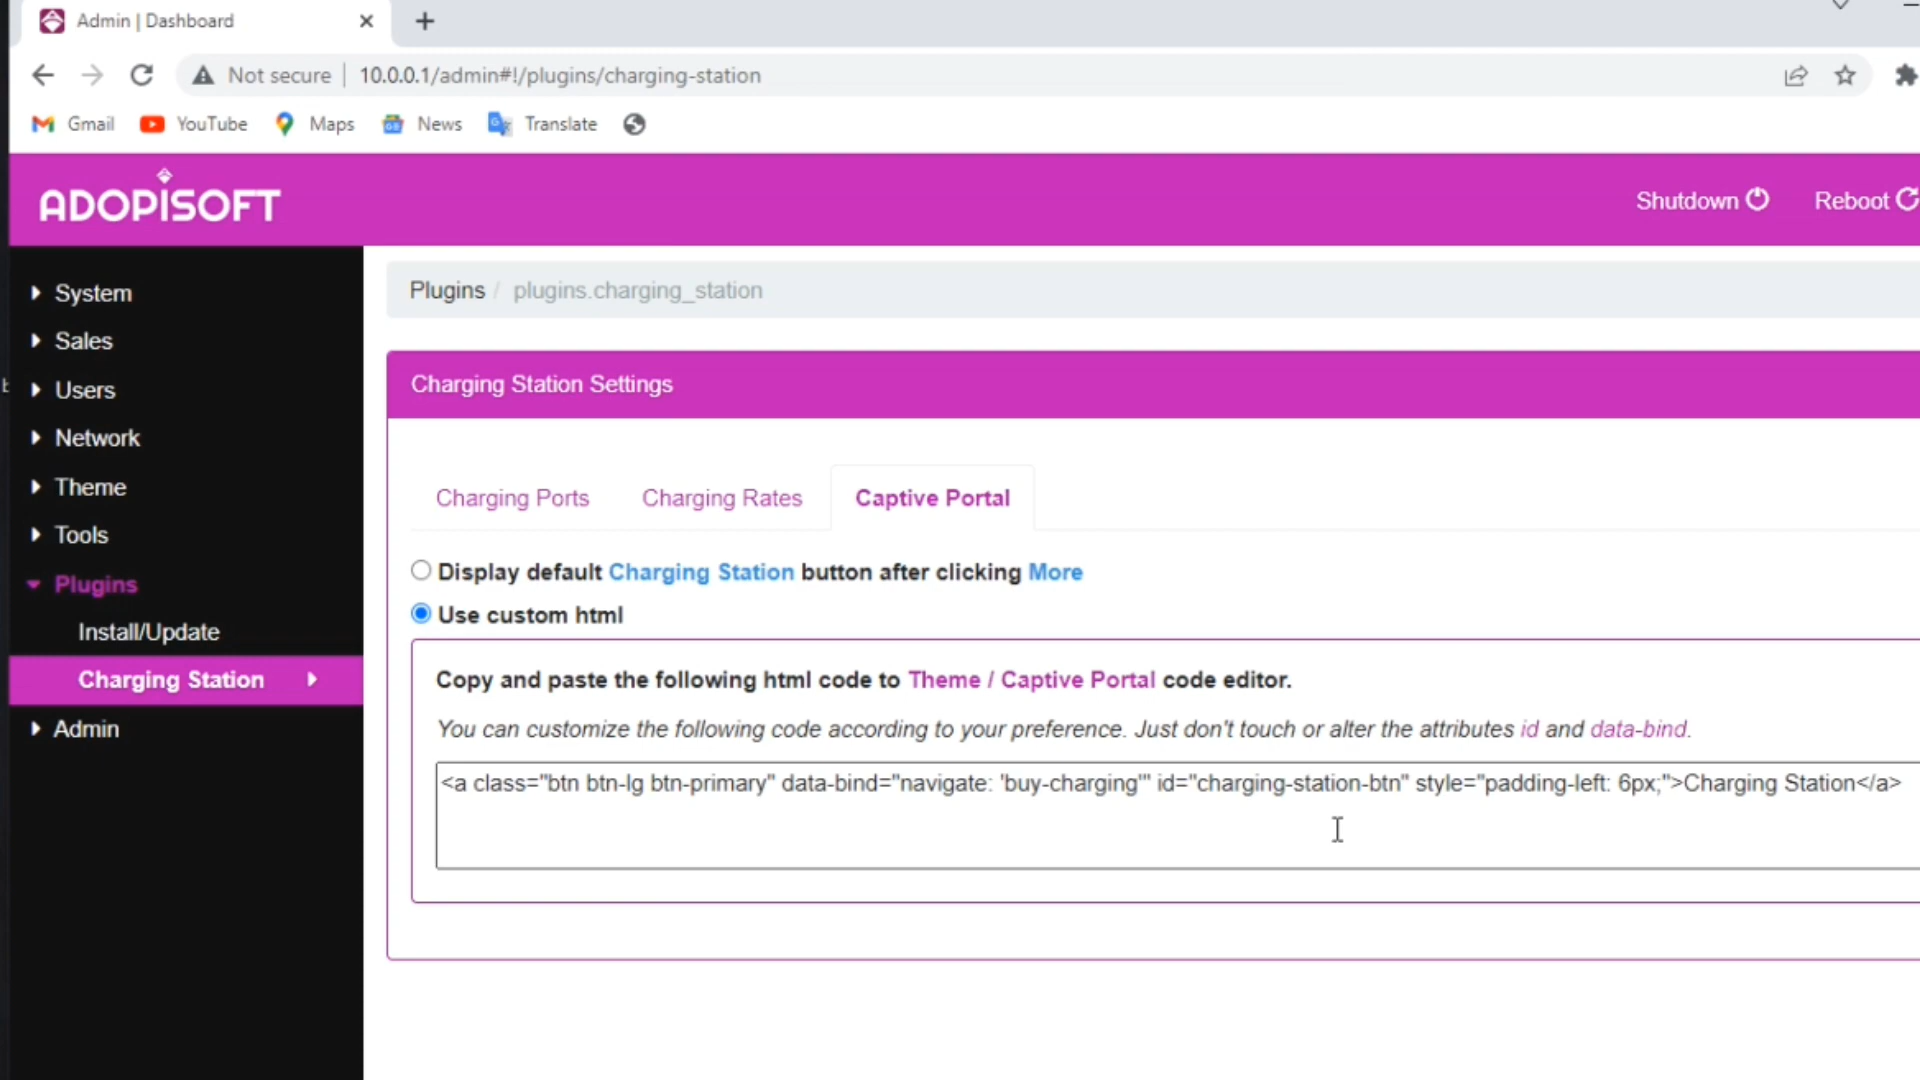 Admin | Dashboard
Not secure 10.0.0.1/admin#!/plugins/charging-station
Gmail YouTube Maps News Translate
ADOPISOFT
Shutdown Reboot
System
Sales
Users
Network
Theme
Tools
Plugins
Install/Update
Charging Station
Admin
Plugins / plugins.charging_station
Charging Station Settings
Charging Ports Charging Rates Captive Portal
Display default Charging Station button after clicking More
Use custom html
Copy and paste the following html code to Theme / Captive Portal code editor.
You can customize the following code according to your preference. Just don't touch or alter the attributes id and data-bind.
<a class="btn btn-lg btn-primary" data-bind="navigate: 'buy-charging'" id="charging-station-btn" style="padding-left: 6px;">Charging Station</a>